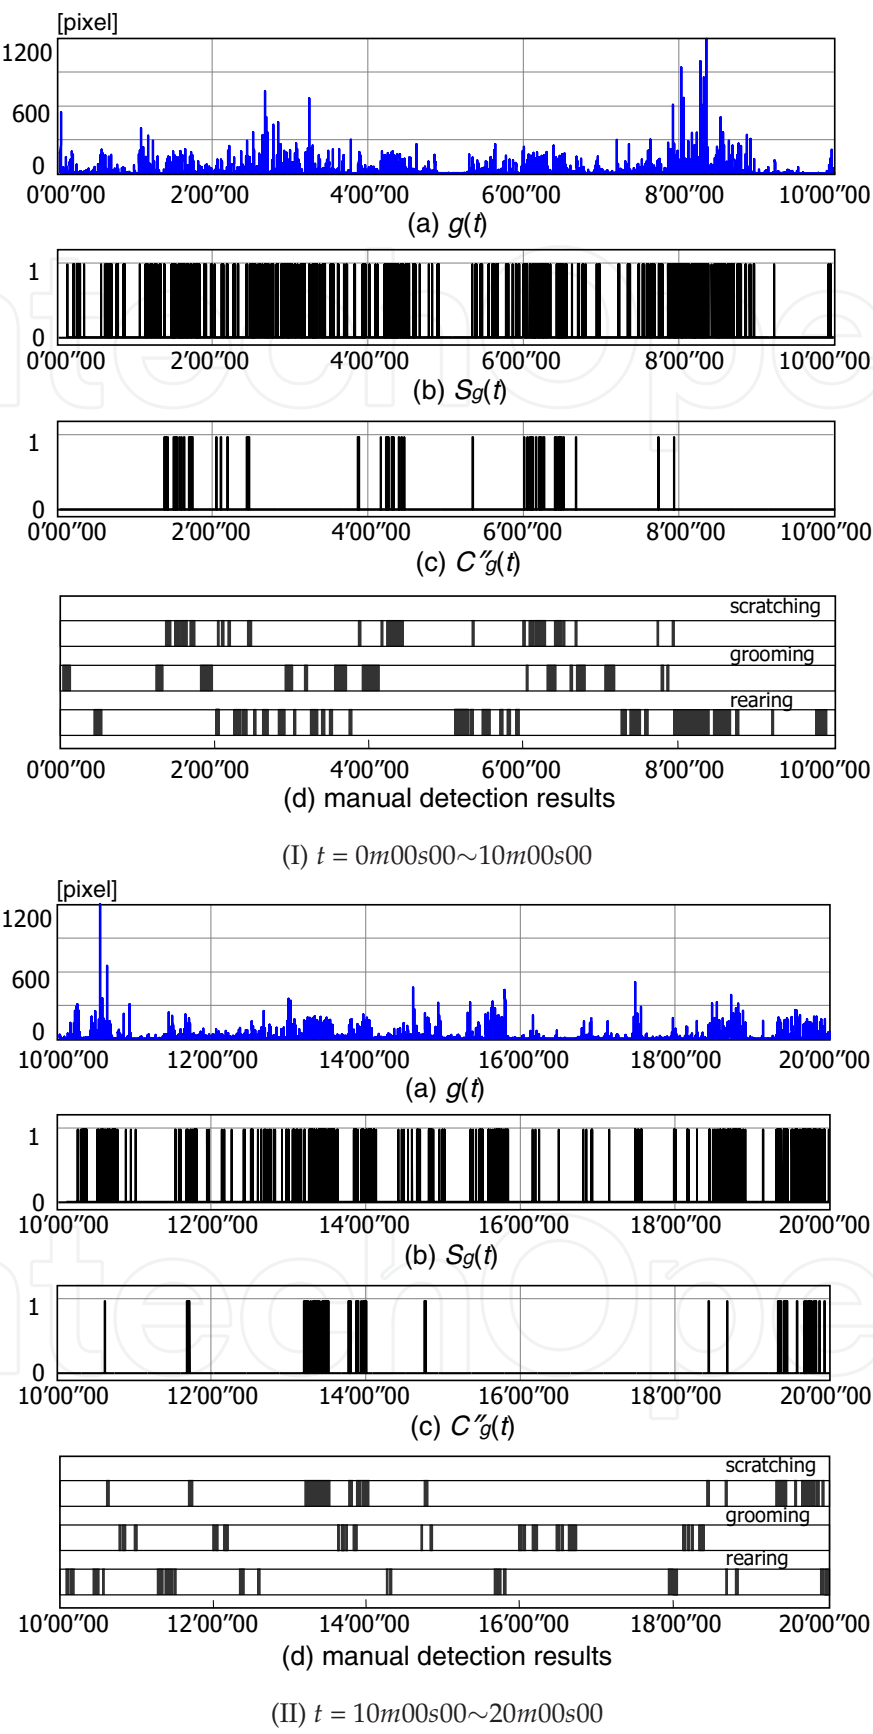 [pixel]
1200
600
0
0'00″00 2'00″00 4'00″00 6'00″00 8'00″00 10'00″00
(a) g(t)
1
0
0'00″00 2'00″00 4'00″00 6'00″00 8'00″00 10'00″00
(b) Sg(t)
1
0
0'00″00 2'00″00 4'00″00 6'00″00 8'00″00 10'00″00
(c) C″g(t)
scratching
grooming
rearing
0'00″00 2'00″00 4'00″00 6'00″00 8'00″00 10'00″00
(d) manual detection results
(I) t = 0m00s00∼10m00s00
[pixel]
1200
600
0
10'00″00 12'00″00 14'00″00 16'00″00 18'00″00 20'00″00
(a) g(t)
1
0
10'00″00 12'00″00 14'00″00 16'00″00 18'00″00 20'00″00
(b) Sg(t)
1
0
10'00″00 12'00″00 14'00″00 16'00″00 18'00″00 20'00″00
(c) C″g(t)
scratching
grooming
rearing
10'00″00 12'00″00 14'00″00 16'00″00 18'00″00 20'00″00
(d) manual detection results
(II) t = 10m00s00∼20m00s00